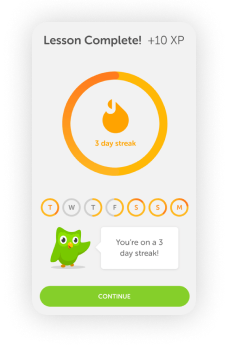 Lesson Complete! +10 XP
3 day streak
T W T F S S M
You're on a 3
day streak!
CONTINUE